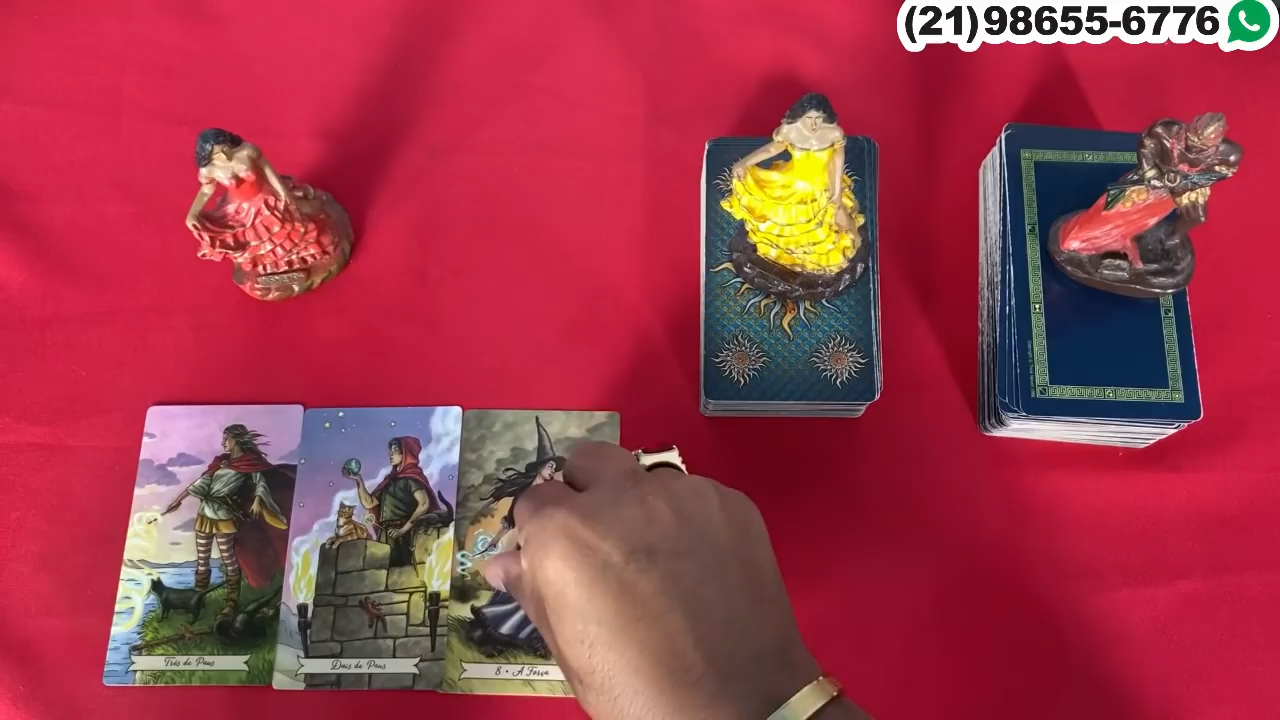 (21)98655-6776
Três de Paus
Dois de Paus
8 • A Força